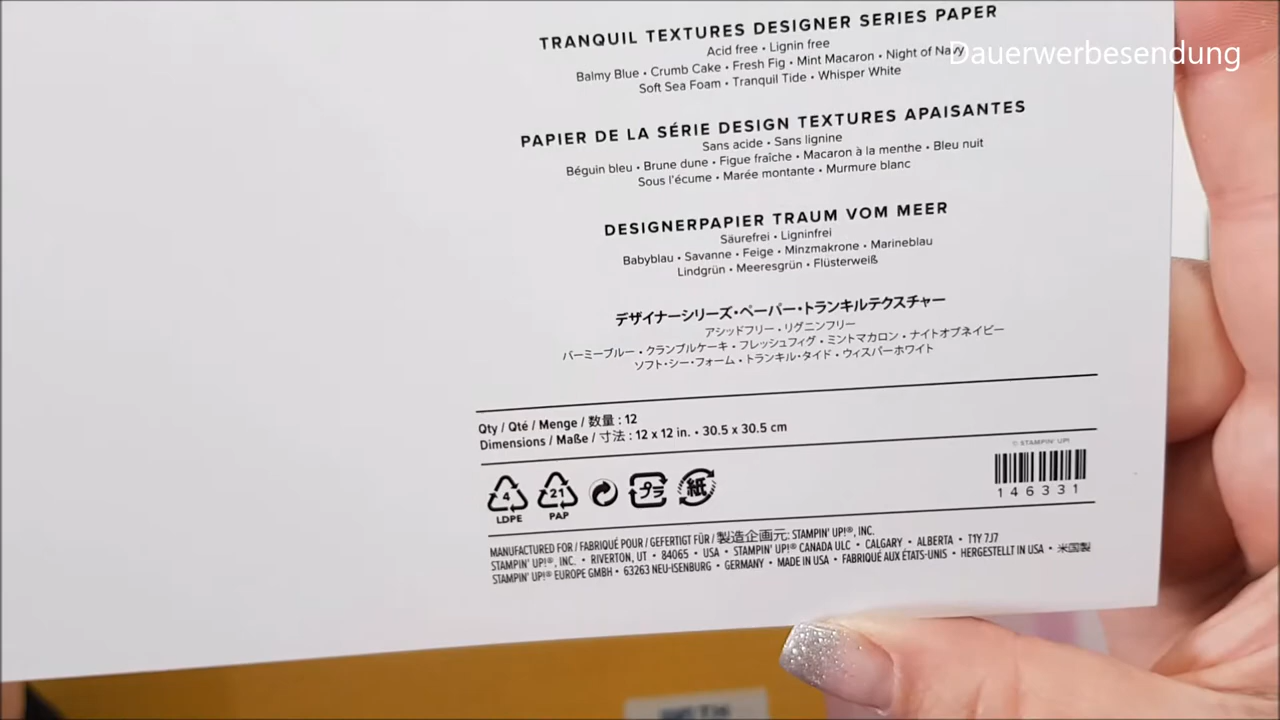 TRANQUIL TEXTURES DESIGNER SERIES PAPER
Acid free • Lignin free
Balmy Blue • Crumb Cake • Fresh Fig • Mint Macaron • Night of Navy
Soft Sea Foam • Tranquil Tide • Whisper White
Dauerwerbesendung
PAPIER DE LA SÉRIE DESIGN TEXTURES APAISANTES
Sans acide • Sans lignine
Béguin bleu • Brune dune • Figue fraîche • Macaron à la menthe • Bleu nuit
Sous l'écume • Marée montante • Murmure blanc
DESIGNERPAPIER TRAUM VOM MEER
Säurefrei • Ligninfrei
Babyblau • Savanne • Feige • Minzmakrone • Marineblau
Lindgrün • Meeresgrün • Flüsterweiß
デザイナーシリーズ・ペーパー・トランキルテクスチャー
アシッドフリー・リグニンフリー
バーミーブルー・クランブルケーキ・フレッシュフィグ・ミントマカロン・ナイトオブネイビー
ソフト・シー・フォーム・トランキル・タイド・ウィスパーホワイト
Qty / Qté / Menge / 数量 : 12
Dimensions / Maße / 寸法 : 12 x 12 in. • 30.5 x 30.5 cm
© STAMPIN' UP!
4
LDPE
21
PAP
プラ
紙
146331
MANUFACTURED FOR / FABRIQUÉ POUR / GEFERTIGT FÜR / 製造企画元: STAMPIN' UP!®, INC.
STAMPIN' UP!®, INC. • RIVERTON, UT • 84065 • USA • STAMPIN' UP!® CANADA ULC • CALGARY • ALBERTA • T1Y 7J7
STAMPIN' UP!® EUROPE GMBH • 63263 NEU-ISENBURG • GERMANY • MADE IN USA • FABRIQUÉ AUX ÉTATS-UNIS • HERGESTELLT IN USA • 米国製